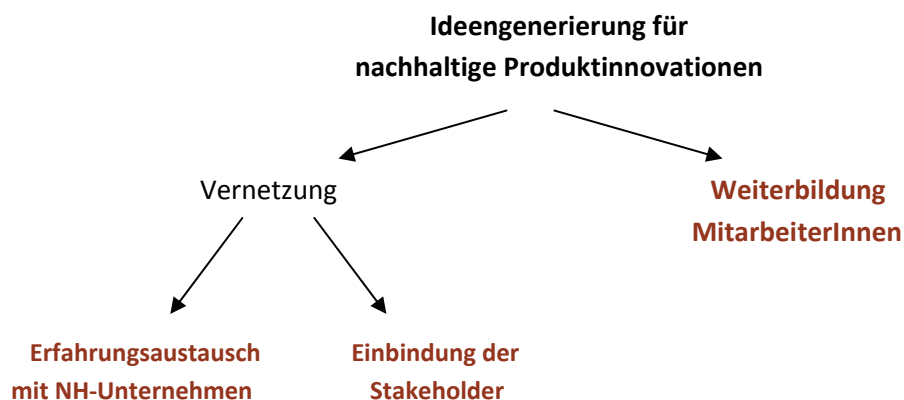 Ideengenerierung für
nachhaltige Produktinnovationen
Vernetzung
Weiterbildung
MitarbeiterInnen
Erfahrungsaustausch
mit NH-Unternehmen
Einbindung der
Stakeholder